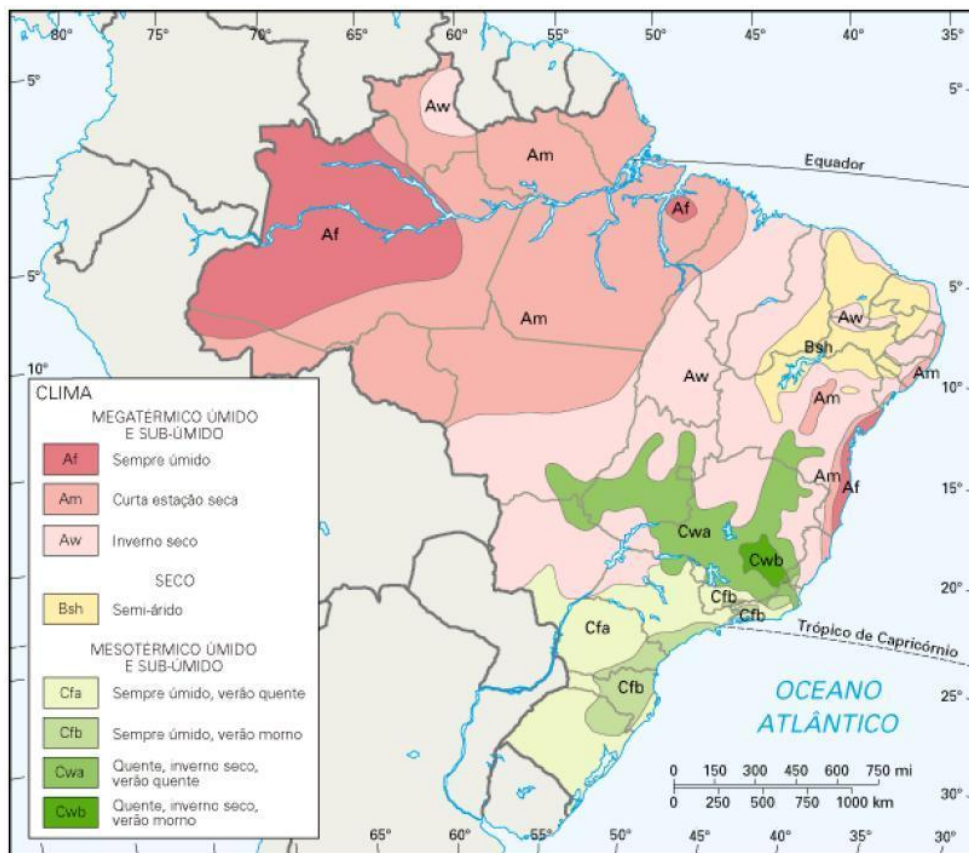 80° 75° 70° 65° 60° 55° 50° 45° 40° 35°
5° 5°
Aw
Am
Equador
Af
Af
5° 5°
Am
Aw
Bsh
Aw
Am
10° 10°
Am
15°
Am
Af
Cwa
Cwb
20°
Cfb
Cfb
Trópico de Capricórnio
Cfa
Cfb
25°
OCEANO
ATLÂNTICO
0 150 300 450 600 750 mi
0 250 500 750 1000 km
30°
65° 60° 55° 50° 45° 40° 35° 30°
CLIMA
MEGATÉRMICO ÚMIDO
E SUB-ÚMIDO
Af Sempre úmido
Am Curta estação seca
Aw Inverno seco
SECO
Bsh Semi-árido
MESOTÉRMICO ÚMIDO
E SUB-ÚMIDO
Cfa Sempre úmido, verão quente
Cfb Sempre úmido, verão morno
Cwa Quente, inverno seco,
verão quente
Cwb Quente, inverno seco,
verão morno